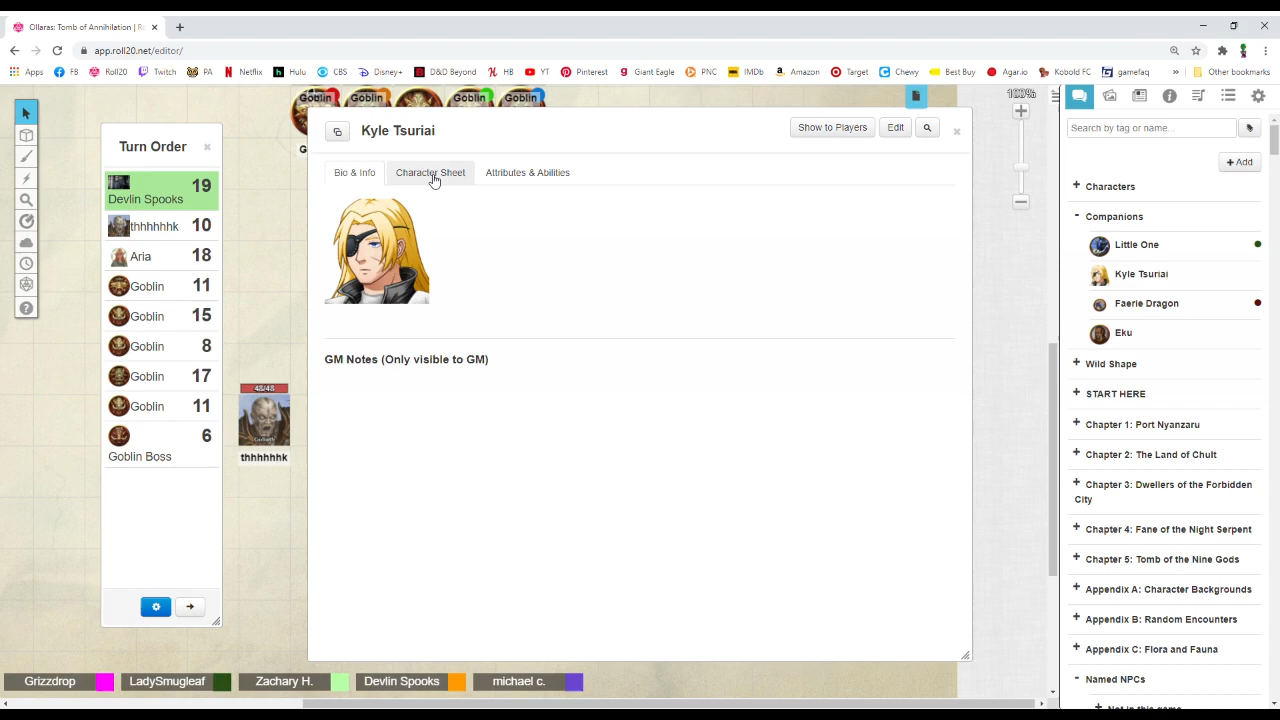 Ollaras: Tomb of Annihilation | R
app.roll20.net/editor/
Apps
FB
Roll20
Twitch
PA
Netflix
Hulu
CBS
Disney+
D&D Beyond
HB
YT
Pinterest
Giant Eagle
PNC
IMDb
Amazon
Target
Chewy
Best Buy
Agar.io
Kobold FC
gamefaq
»
Other bookmarks
Goblin
Goblin
Goblin
Goblin
100%
Turn Order
Devlin Spooks 19
thhhhhhk 10
Aria 18
Goblin 11
Goblin 15
Goblin 8
Goblin 17
Goblin 11
6
Goblin Boss
48/48
Goliath
thhhhhhk
Kyle Tsuriai
Show to Players
Edit
Bio & Info
Character Sheet
Attributes & Abilities
GM Notes (Only visible to GM)
Search by tag or name...
+ Add
Characters
Companions
Little One
Kyle Tsuriai
Faerie Dragon
Eku
Wild Shape
START HERE
Chapter 1: Port Nyanzaru
Chapter 2: The Land of Chult
Chapter 3: Dwellers of the Forbidden
City
Chapter 4: Fane of the Night Serpent
Chapter 5: Tomb of the Nine Gods
Appendix A: Character Backgrounds
Appendix B: Random Encounters
Appendix C: Flora and Fauna
Named NPCs
Not in this game
Grizzdrop
LadySmugleaf
Zachary H.
Devlin Spooks
michael c.